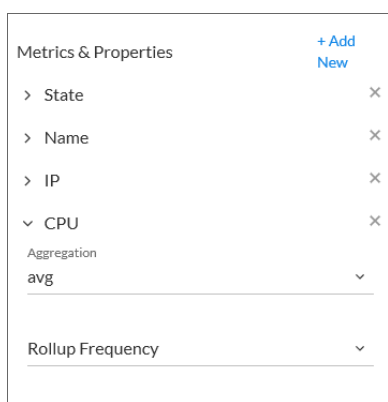 Metrics & Properties
+ Add
New
State
Name
IP
CPU
Aggregation
avg
Rollup Frequency